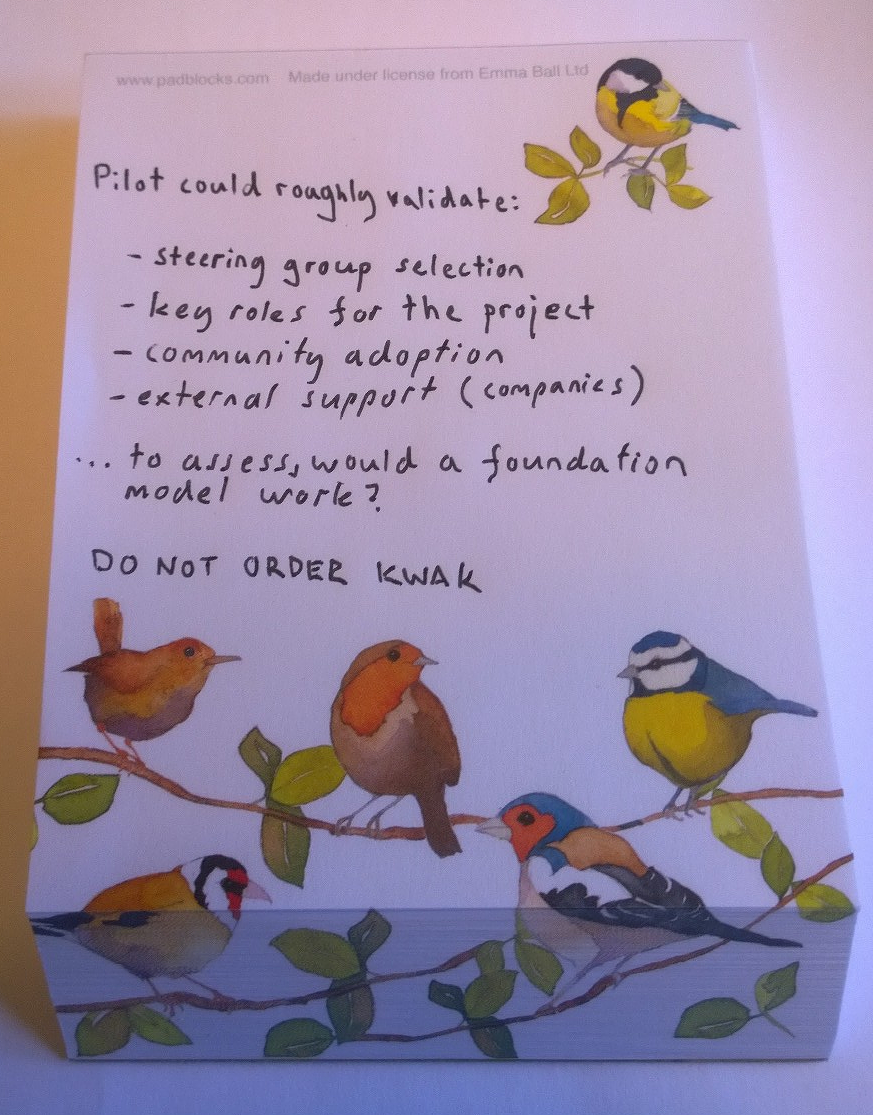 www.padblocks.com Made under license from Emma Ball Ltd
Pilot could roughly validate:
- steering group selection
- key roles for the project
- community adoption
- external support (companies)
... to assess, would a foundation
model work?
DO NOT ORDER KWAK